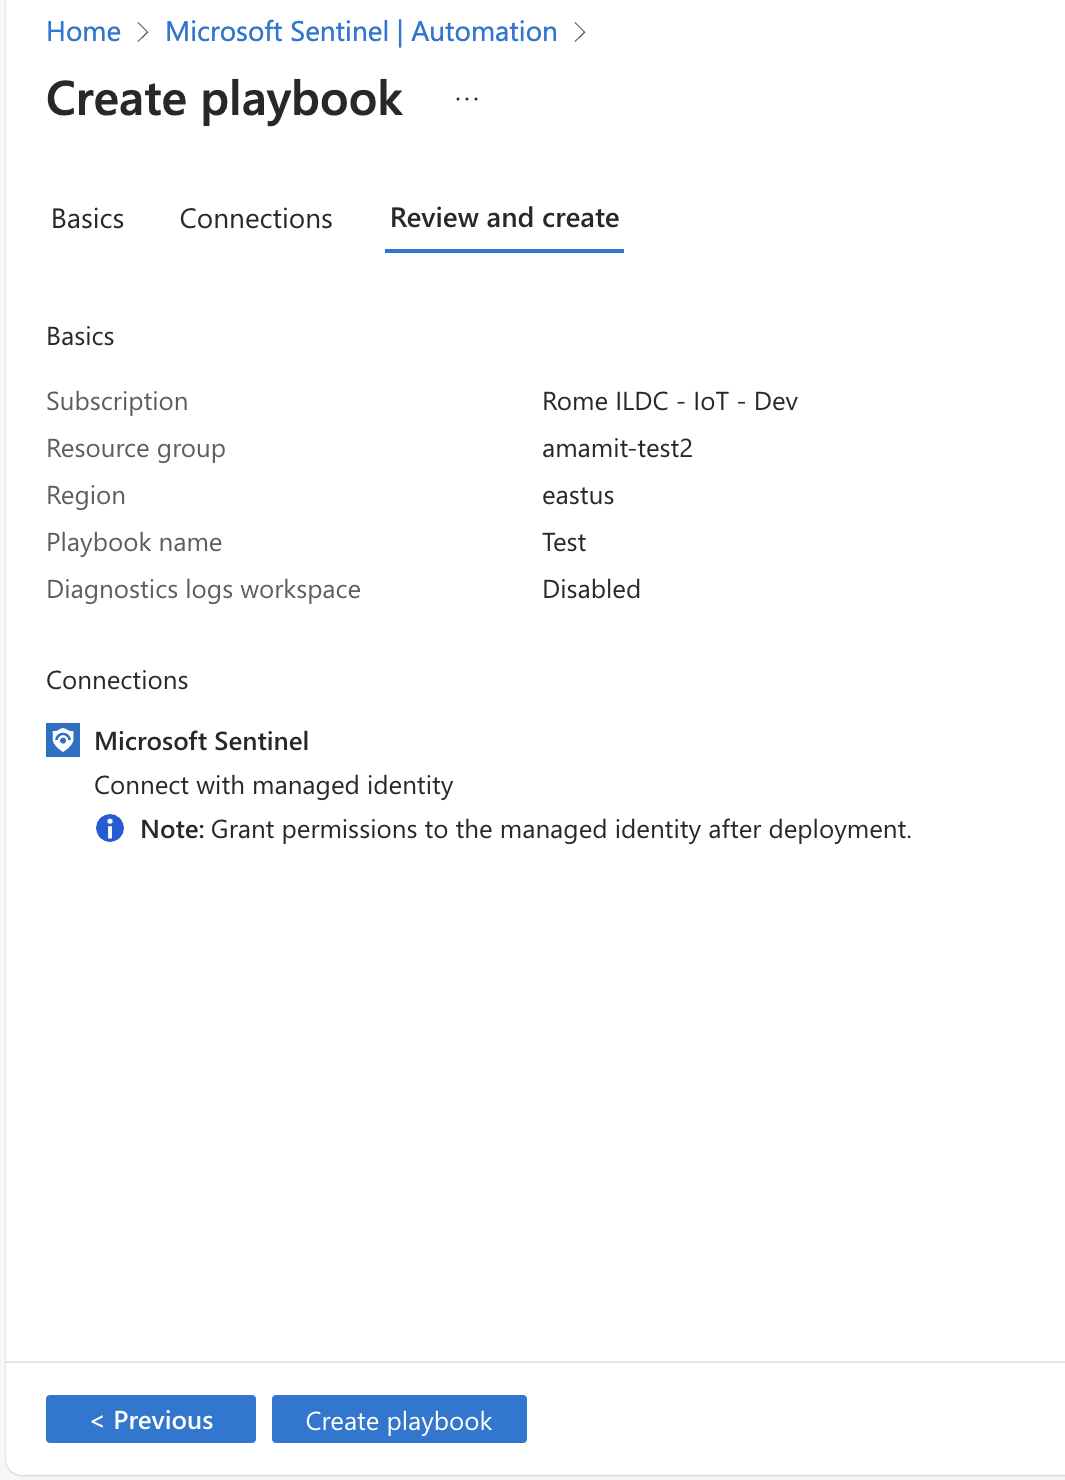 Home > Microsoft Sentinel | Automation >
Create playbook ...
Basics Connections Review and create
Basics
Subscription Rome ILDC - IoT - Dev
Resource group amamit-test2
Region eastus
Playbook name Test
Diagnostics logs workspace Disabled
Connections
Microsoft Sentinel
Connect with managed identity
Note: Grant permissions to the managed identity after deployment.
< Previous Create playbook